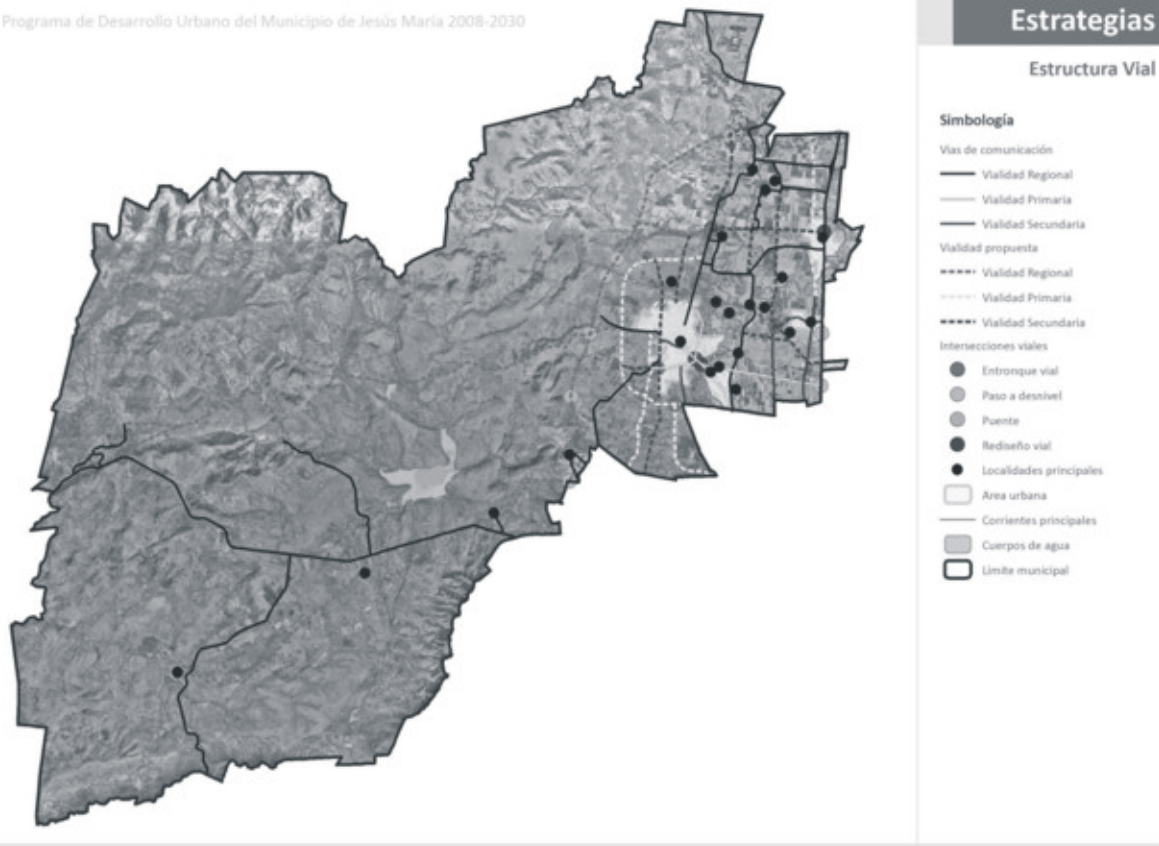 Programa de Desarrollo Urbano del Municipio de Jesús María 2008-2030
Estrategias
Estructura Vial
Simbología
Vías de comunicación
Vialidad Regional
Vialidad Primaria
Vialidad Secundaria
Vialidad propuesta
Vialidad Regional
Vialidad Primaria
Vialidad Secundaria
Intersecciones viales
Entronque vial
Paso a desnivel
Puente
Rediseño vial
Localidades principales
Area urbana
Corrientes principales
Cuerpos de agua
Límite municipal